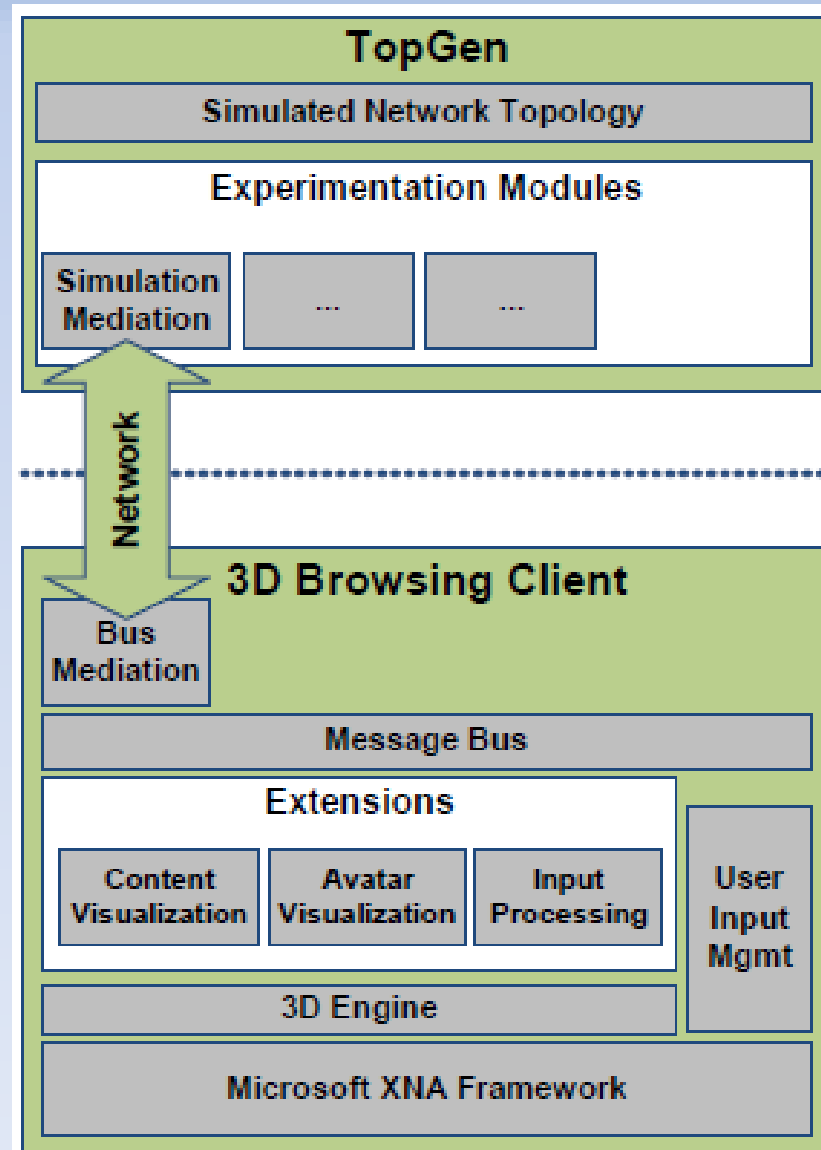 TopGen
Simulated Network Topology
Experimentation Modules
Simulation
Mediation
...
...
Network
3D Browsing Client
Bus
Mediation
Message Bus
Extensions
Content
Visualization
Avatar
Visualization
Input
Processing
User
Input
Mgmt
3D Engine
Microsoft XNA Framework